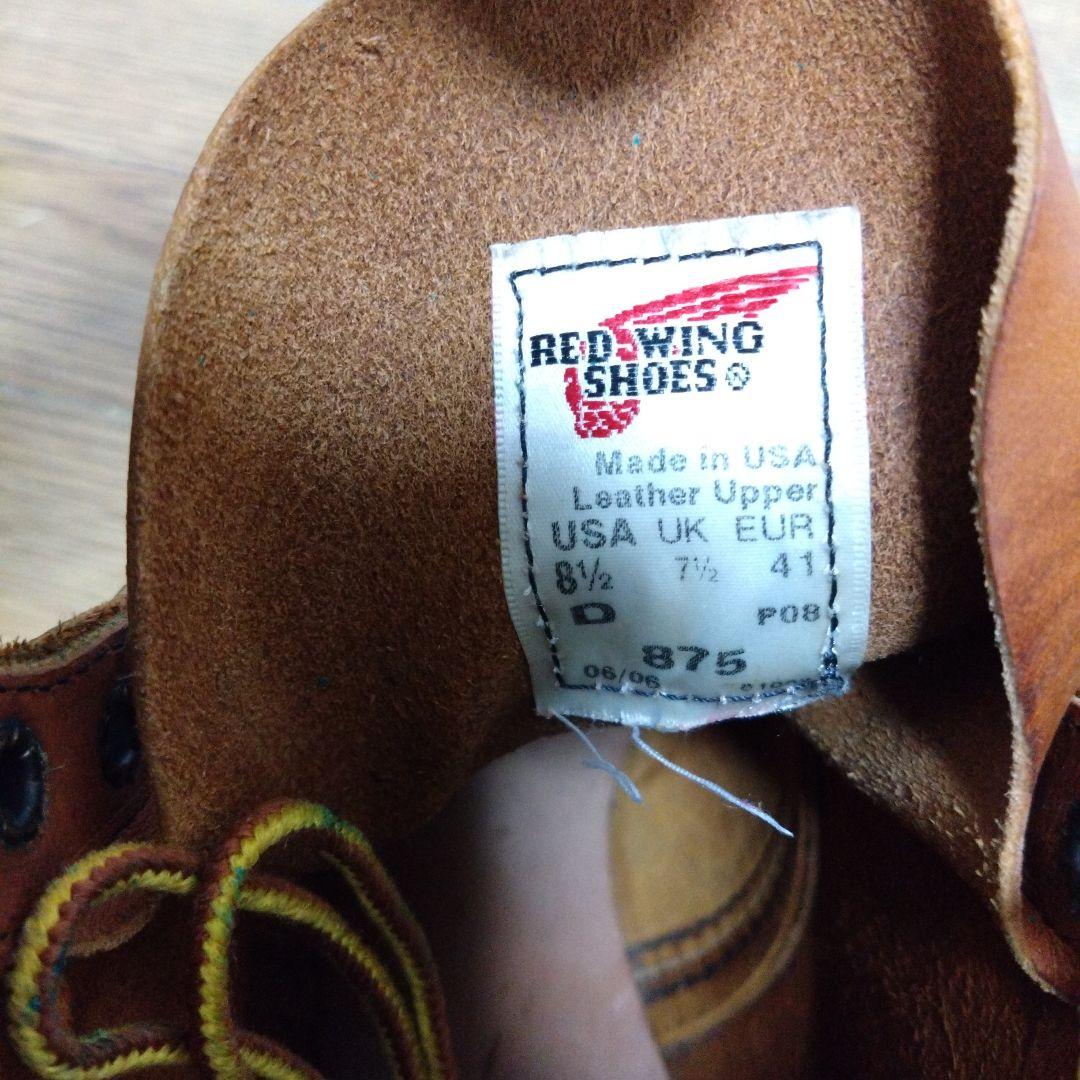 RED WING
SHOES ®
Made in USA
Leather Upper
USA UK EUR
8½ 7½ 41
D P08
875
06/06